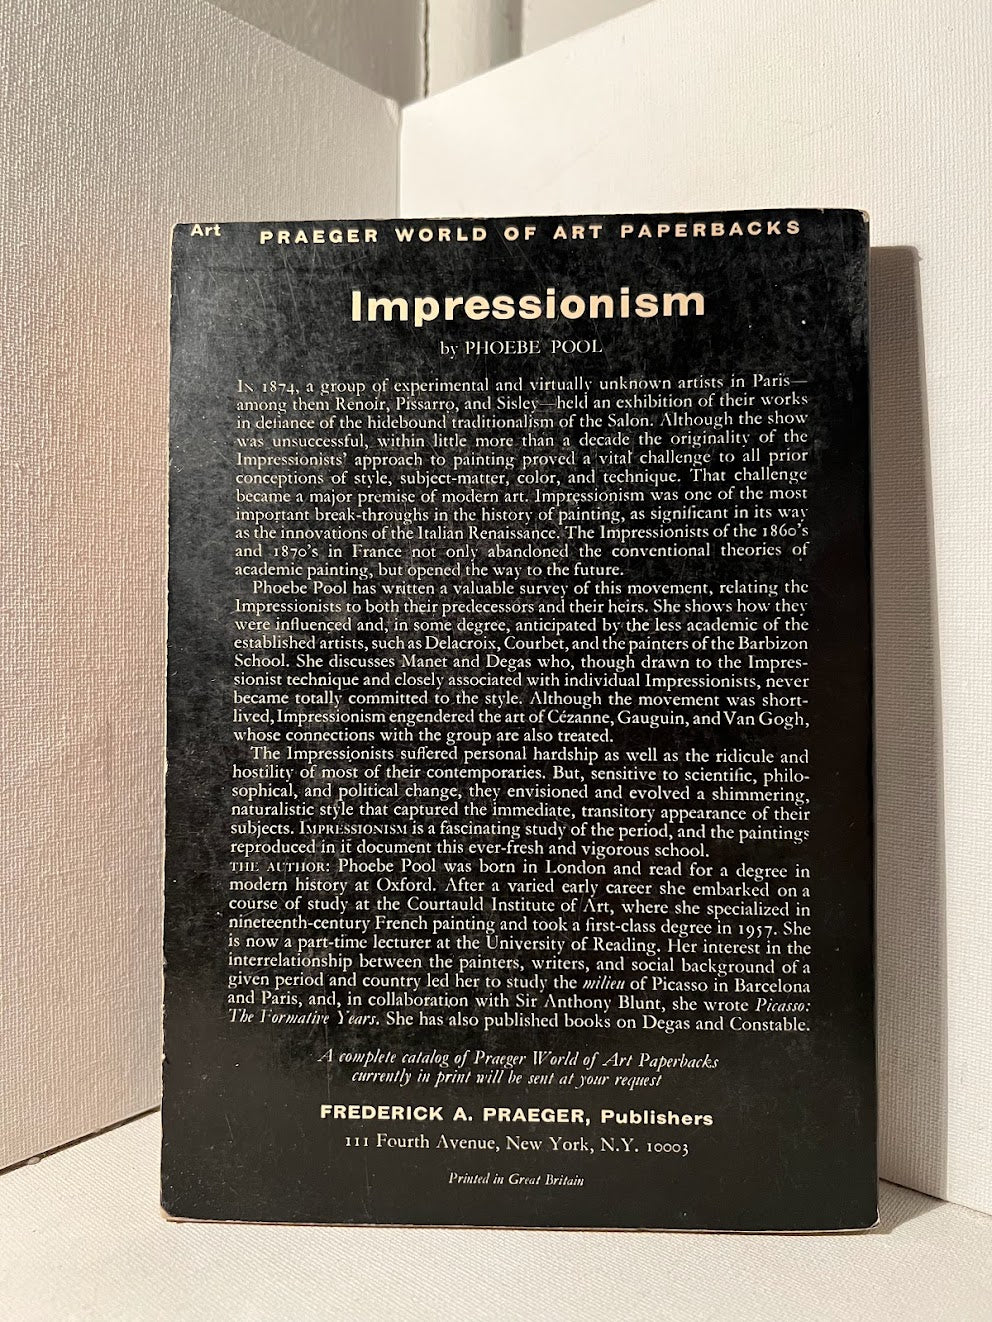 Art
PRAEGER WORLD OF ART PAPERBACKS
Impressionism
by PHOEBE POOL
IN 1874, a group of experimental and virtually unknown artists in Paris—
among them Renoir, Pissarro, and Sisley—held an exhibition of their works
in defiance of the hidebound traditionalism of the Salon. Although the show
was unsuccessful, within little more than a decade the originality of the
Impressionists' approach to painting proved a vital challenge to all prior
conceptions of style, subject-matter, color, and technique. That challenge
became a major premise of modern art. Impressionism was one of the most
important break-throughs in the history of painting, as significant in its way
as the innovations of the Italian Renaissance. The Impressionists of the 1860's
and 1870's in France not only abandoned the conventional theories of
academic painting, but opened the way to the future.
Phoebe Pool has written a valuable survey of this movement, relating the
Impressionists to both their predecessors and their heirs. She shows how they
were influenced and, in some degree, anticipated by the less academic of the
established artists, such as Delacroix, Courbet, and the painters of the Barbizon
School. She discusses Manet and Degas who, though drawn to the Impres-
sionist technique and closely associated with individual Impressionists, never
became totally committed to the style. Although the movement was short-
lived, Impressionism engendered the art of Cézanne, Gauguin, and Van Gogh,
whose connections with the group are also treated.
The Impressionists suffered personal hardship as well as the ridicule and
hostility of most of their contemporaries. But, sensitive to scientific, philo-
sophical, and political change, they envisioned and evolved a shimmering,
naturalistic style that captured the immediate, transitory appearance of their
subjects. IMPRESSIONISM is a fascinating study of the period, and the paintings
reproduced in it document this ever-fresh and vigorous school.
THE AUTHOR: Phoebe Pool was born in London and read for a degree in
modern history at Oxford. After a varied early career she embarked on a
course of study at the Courtauld Institute of Art, where she specialized in
nineteenth-century French painting and took a first-class degree in 1957. She
is now a part-time lecturer at the University of Reading. Her interest in the
interrelationship between the painters, writers, and social background of a
given period and country led her to study the milieu of Picasso in Barcelona
and Paris, and, in collaboration with Sir Anthony Blunt, she wrote Picasso:
The Formative Years. She has also published books on Degas and Constable.
A complete catalog of Praeger World of Art Paperbacks
currently in print will be sent at your request
FREDERICK A. PRAEGER, Publishers
111 Fourth Avenue, New York, N.Y. 10003
Printed in Great Britain